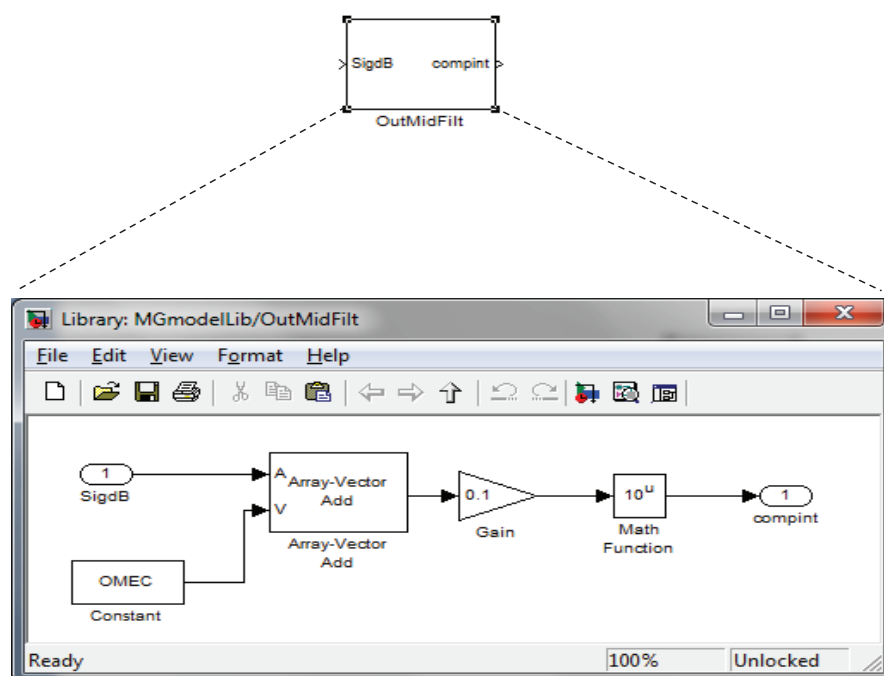 SigdB compint
OutMidFilt
Library: MGmodelLib/OutMidFilt
File Edit View Format Help
1
SigdB
A
V
Array-Vector
Add
Array-Vector
Add
OMEC
Constant
0.1
Gain
10^u
Math
Function
1
compint
Ready 100% Unlocked